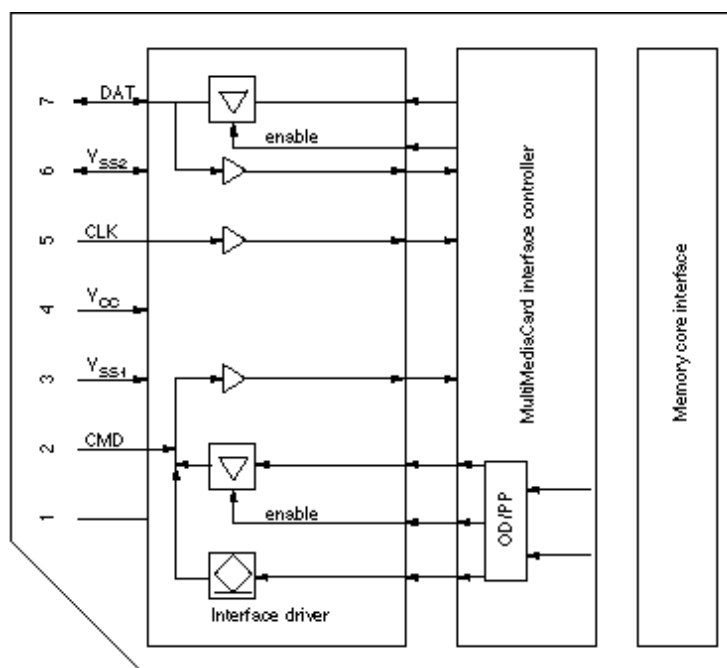 7 DAT
enable
6 VSS2
5 CLK
4 VCC
3 VSS1
2 CMD
1
enable
OD/PP
Interface driver
MultiMediaCard interface controller
Memory core interface